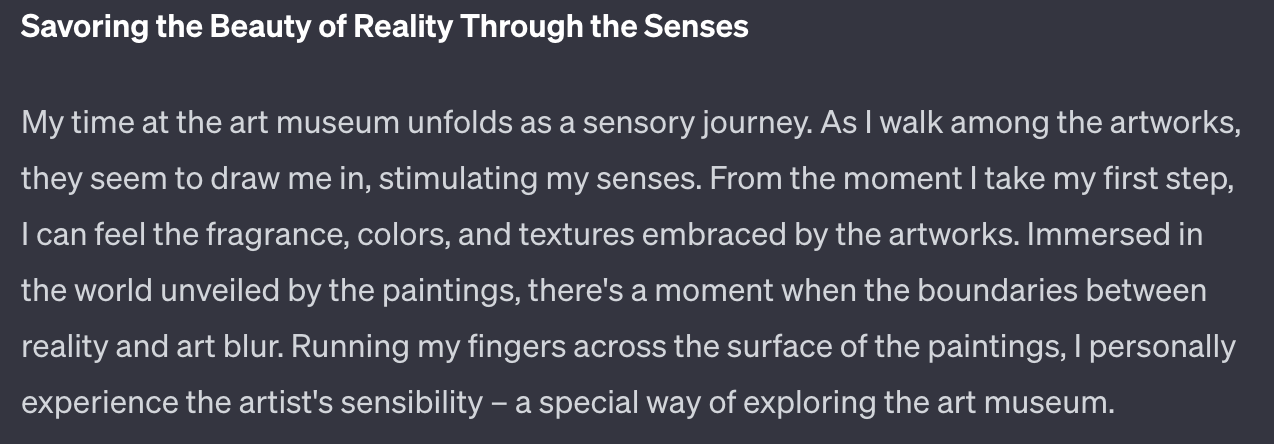 Savoring the Beauty of Reality Through the Senses
My time at the art museum unfolds as a sensory journey. As I walk among the artworks,
they seem to draw me in, stimulating my senses. From the moment I take my first step,
I can feel the fragrance, colors, and textures embraced by the artworks. Immersed in
the world unveiled by the paintings, there's a moment when the boundaries between
reality and art blur. Running my fingers across the surface of the paintings, I personally
experience the artist's sensibility – a special way of exploring the art museum.